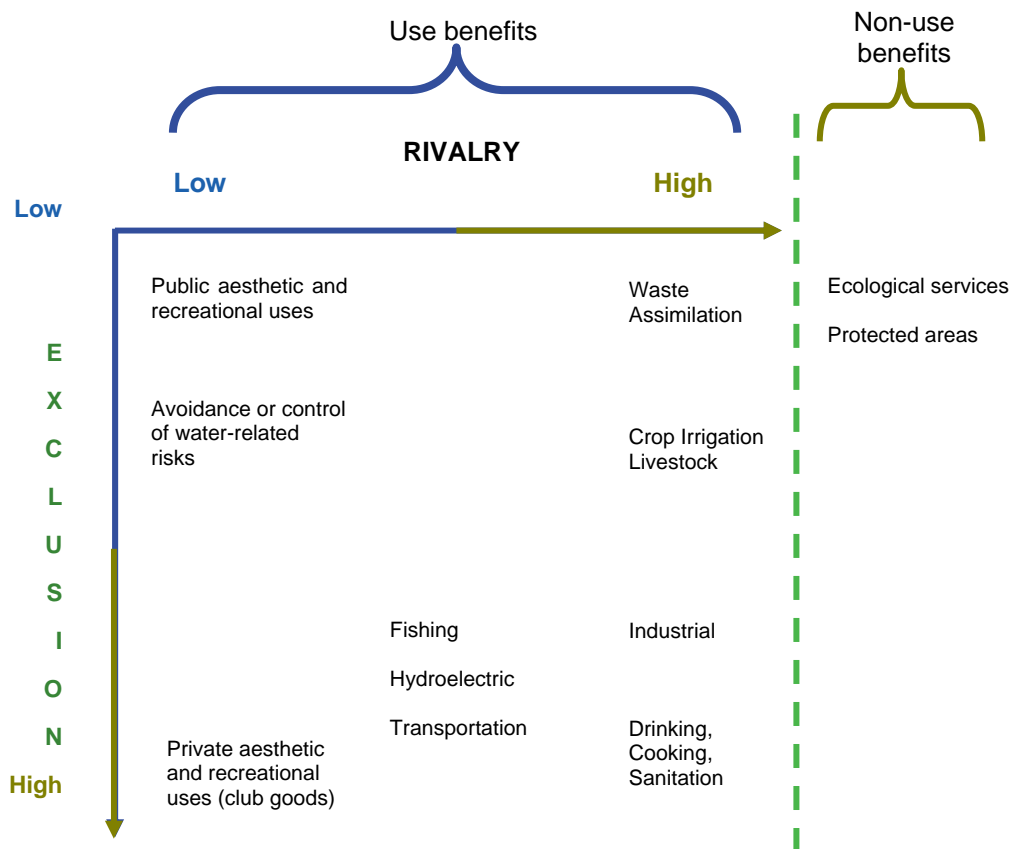 Use benefits
Non-use
benefits
RIVALRY
Low
High
Low
Public aesthetic and
recreational uses
Waste
Assimilation
Ecological services
Protected areas
E
X
C
L
U
S
I
O
N
High
Avoidance or control
of water-related
risks
Crop Irrigation
Livestock
Fishing
Industrial
Hydroelectric
Transportation
Drinking,
Cooking,
Sanitation
Private aesthetic
and recreational
uses (club goods)